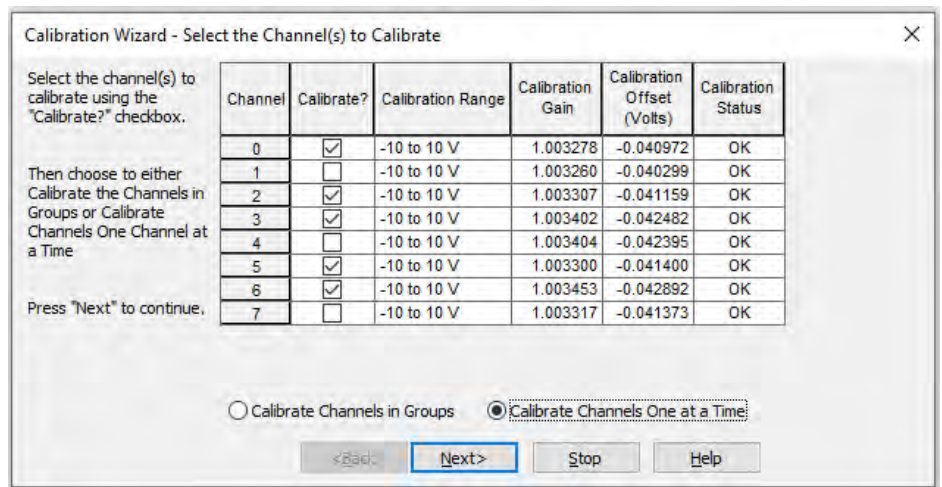 Calibration Wizard - Select the Channel(s) to Calibrate
Select the channel(s) to
calibrate using the
"Calibrate?" checkbox.
Then choose to either
Calibrate the Channels in
Groups or Calibrate
Channels One Channel at
a Time
Press "Next" to continue.
Channel Calibrate? Calibration Range Calibration Gain Calibration Offset (Volts) Calibration Status
0 -10 to 10 V 1.003278 -0.040972 OK
1 -10 to 10 V 1.003260 -0.040299 OK
2 -10 to 10 V 1.003307 -0.041159 OK
3 -10 to 10 V 1.003402 -0.042482 OK
4 -10 to 10 V 1.003404 -0.042395 OK
5 -10 to 10 V 1.003300 -0.041400 OK
6 -10 to 10 V 1.003453 -0.042892 OK
7 -10 to 10 V 1.003317 -0.041373 OK
Calibrate Channels in Groups Calibrate Channels One at a Time
<Back Next> Stop Help